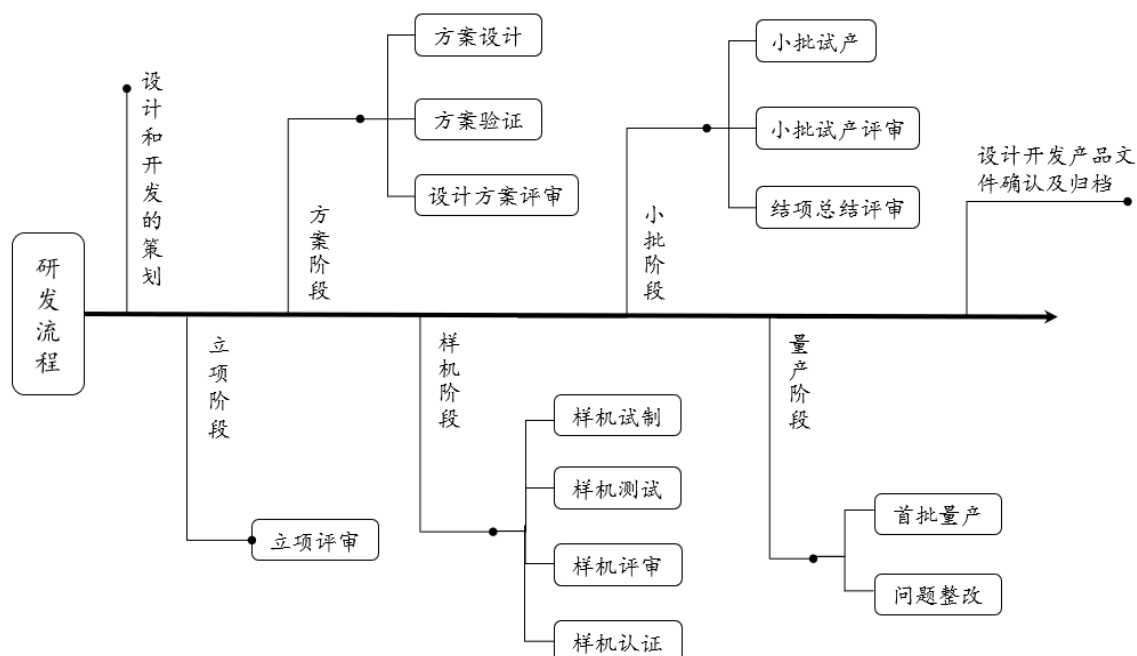 研发流程
设计和开发的策划
立项阶段
立项评审
方案阶段
方案设计
方案验证
设计方案评审
样机阶段
样机试制
样机测试
样机评审
样机认证
小批阶段
小批试产
小批试产评审
结项总结评审
量产阶段
首批量产
问题整改
设计开发产品文
件确认及归档